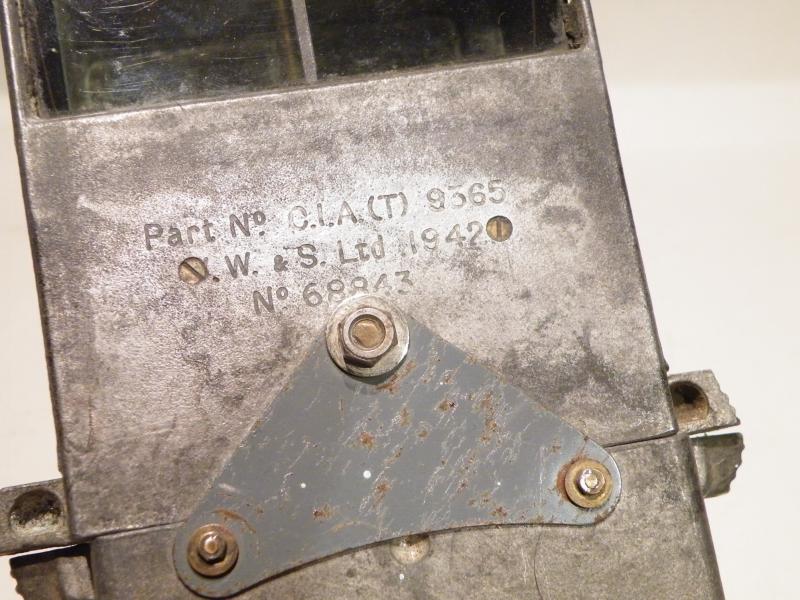 Part No. C.I.A.(T) 9365
W. & S. Ltd 1942
No 68843